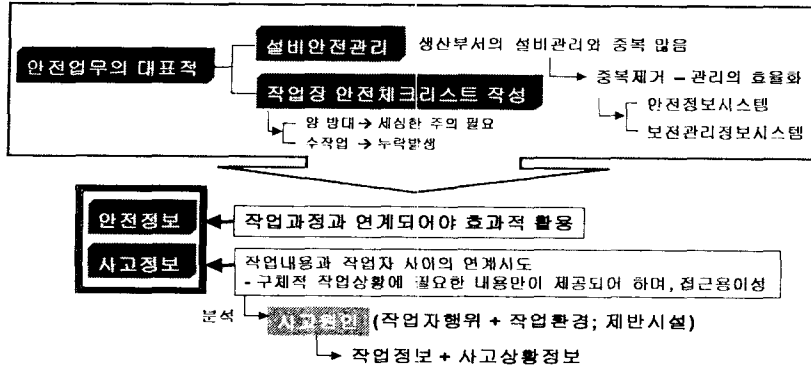 설비안전관리 생산부서의 설비관리와 중복 많음
안전업무의 대표적
중복제거 – 관리의 효율화
작업장 안전체크리스트 작성
안전정보시스템
양 방대 → 세심한 주의 필요
보전관리정보시스템
수작업 → 누락발생
안전정보 작업과정과 연계되어야 효과적 활용
사고정보 작업내용과 작업자 사이의 연계시도
- 구체적 작업상황에 필요한 내용만이 제공되어 하며, 접근용이성
분석
사고원인 (작업자행위 + 작업환경; 제반시설)
작업정보 + 사고상황정보